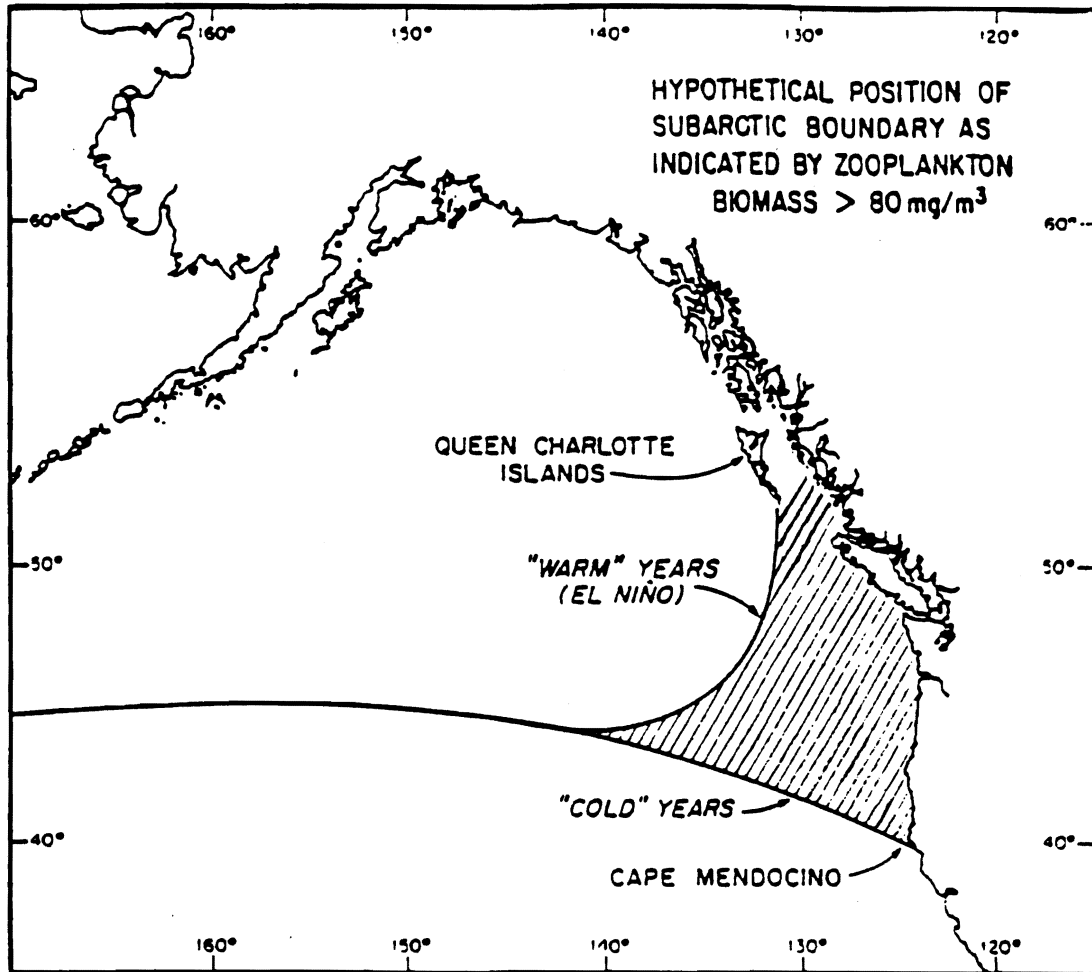 160° 150° 140° 130° 120°
HYPOTHETICAL POSITION OF
SUBARCTIC BOUNDARY AS
INDICATED BY ZOOPLANKTON
BIOMASS > 80 mg/m³
60° 60°
QUEEN CHARLOTTE
ISLANDS
50° 50°
"WARM" YEARS
(EL NIÑO)
"COLD" YEARS
40° 40°
CAPE MENDOCINO
160° 150° 140° 130° 120°